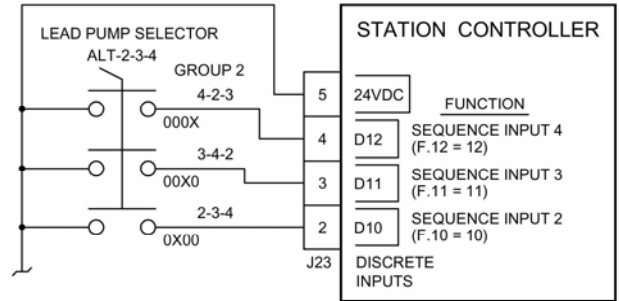 LEAD PUMP SELECTOR
ALT-2-3-4
GROUP 2
4-2-3
000X
3-4-2
00X0
2-3-4
0X00
5
4
3
2
J23
STATION CONTROLLER
24VDC
FUNCTION
D12
SEQUENCE INPUT 4
(F.12 = 12)
D11
SEQUENCE INPUT 3
(F.11 = 11)
D10
SEQUENCE INPUT 2
(F.10 = 10)
DISCRETE
INPUTS